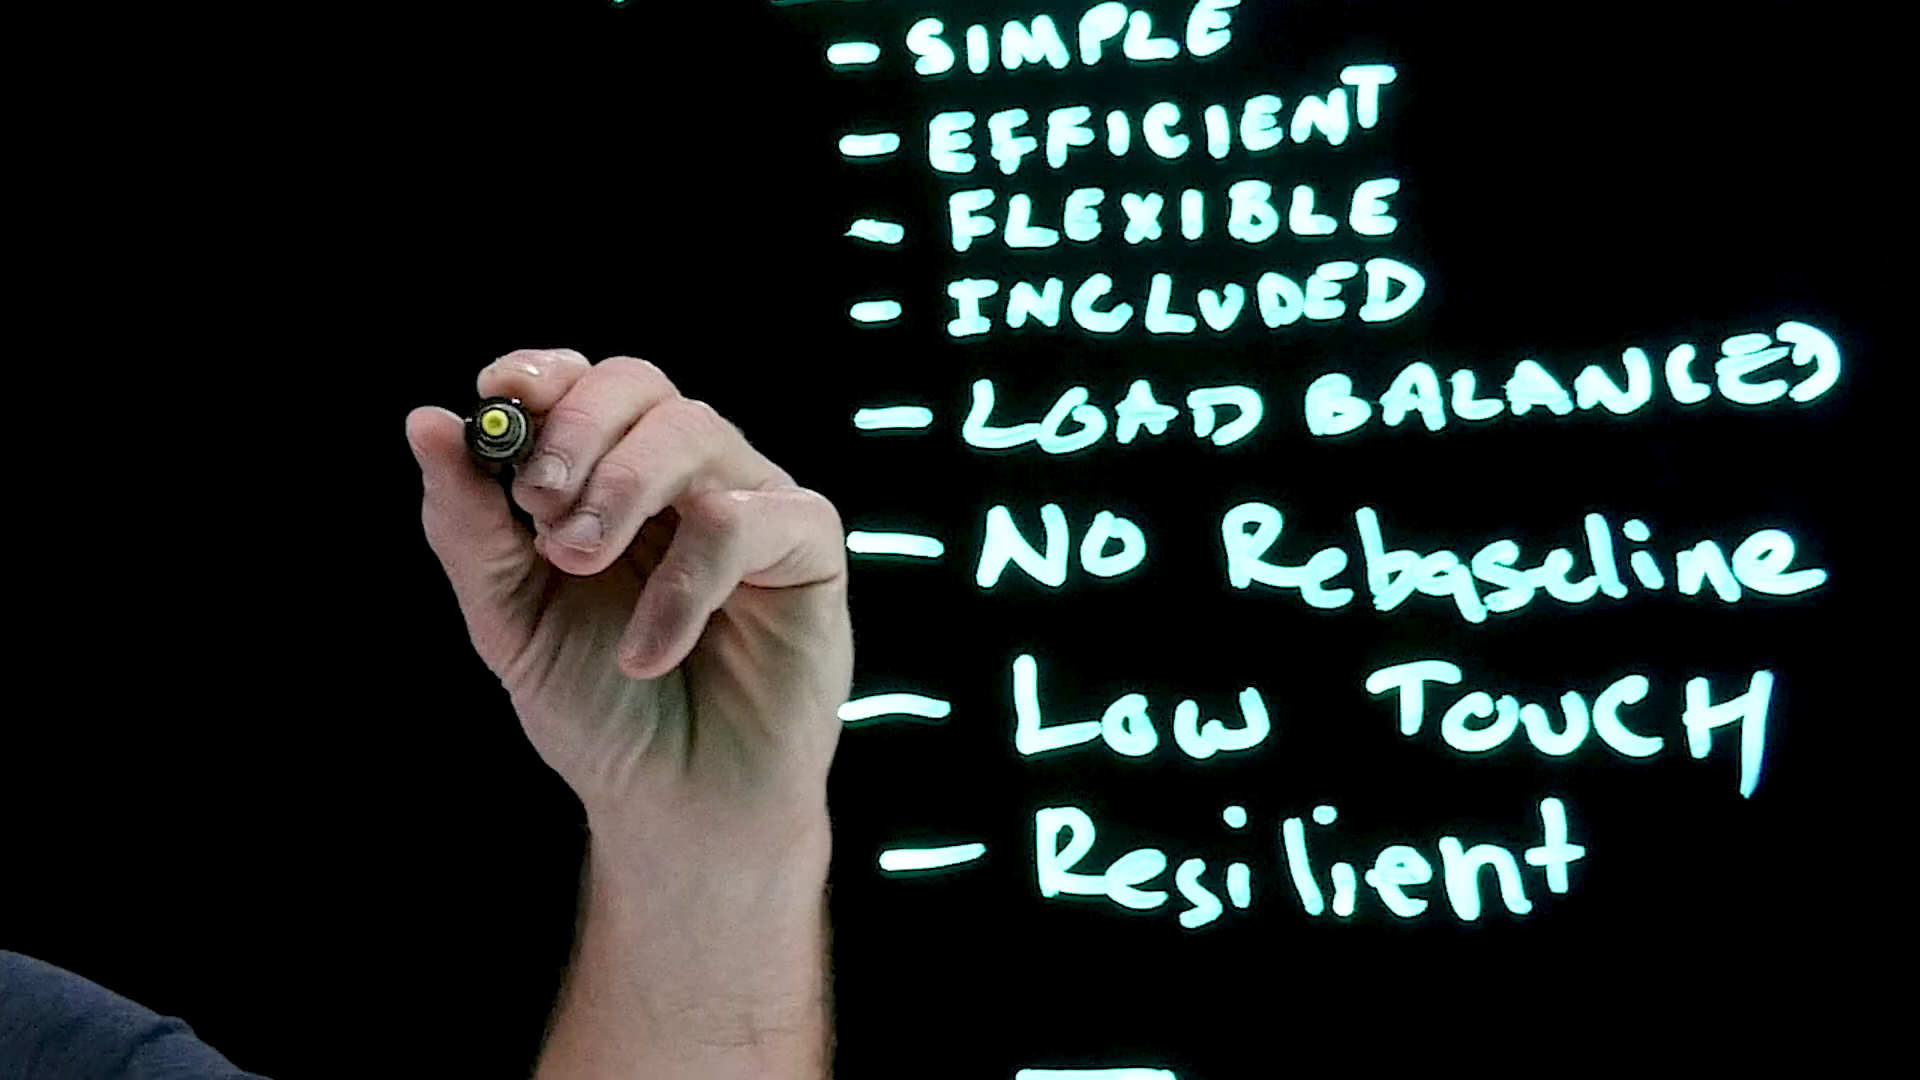 - SIMPLE
- EFFICIENT
- FLEXIBLE
- INCLUDED
- LOAD BALANCED
- NO Rebaseline
- LOW TOUCH
- Resilient